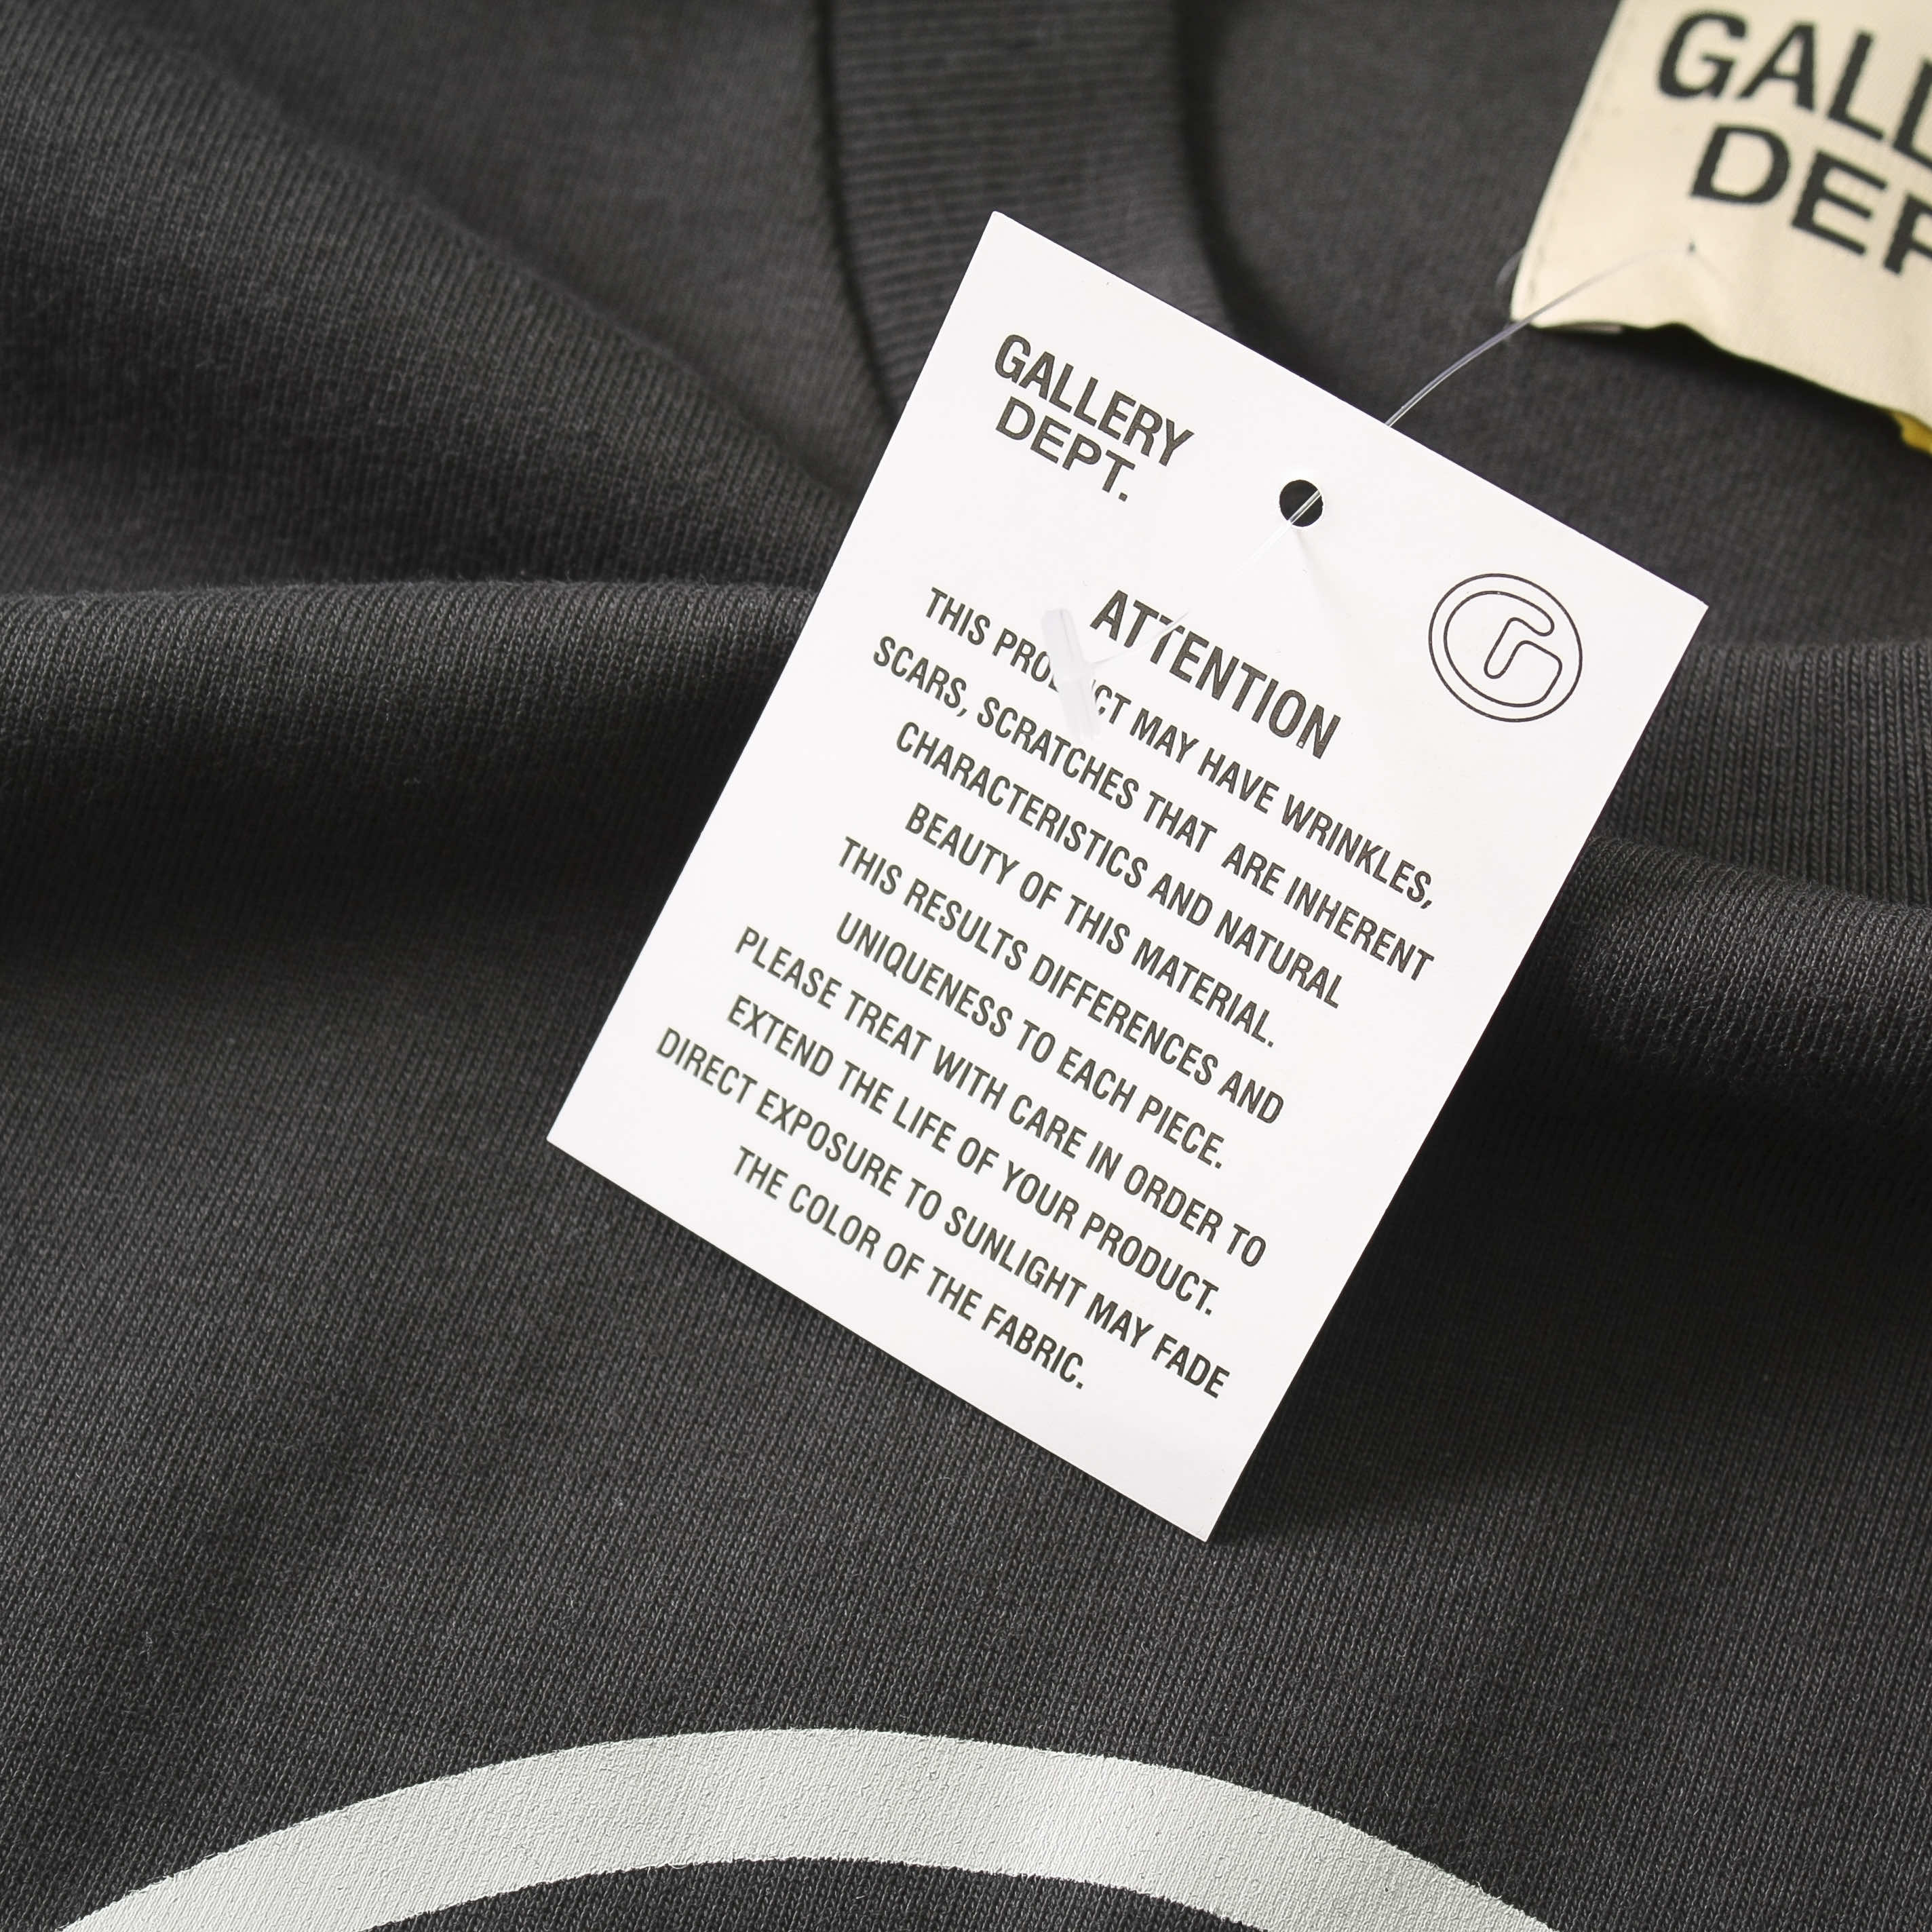 GALL
DEP
GALLERY
DEPT.
ATTENTION
THIS PRODUCT MAY HAVE WRINKLES,
SCARS, SCRATCHES THAT ARE INHERENT
CHARACTERISTICS AND NATURAL
BEAUTY OF THIS MATERIAL.
THIS RESULTS DIFFERENCES AND
UNIQUENESS TO EACH PIECE.
PLEASE TREAT WITH CARE IN ORDER TO
EXTEND THE LIFE OF YOUR PRODUCT.
DIRECT EXPOSURE TO SUNLIGHT MAY FADE
THE COLOR OF THE FABRIC.